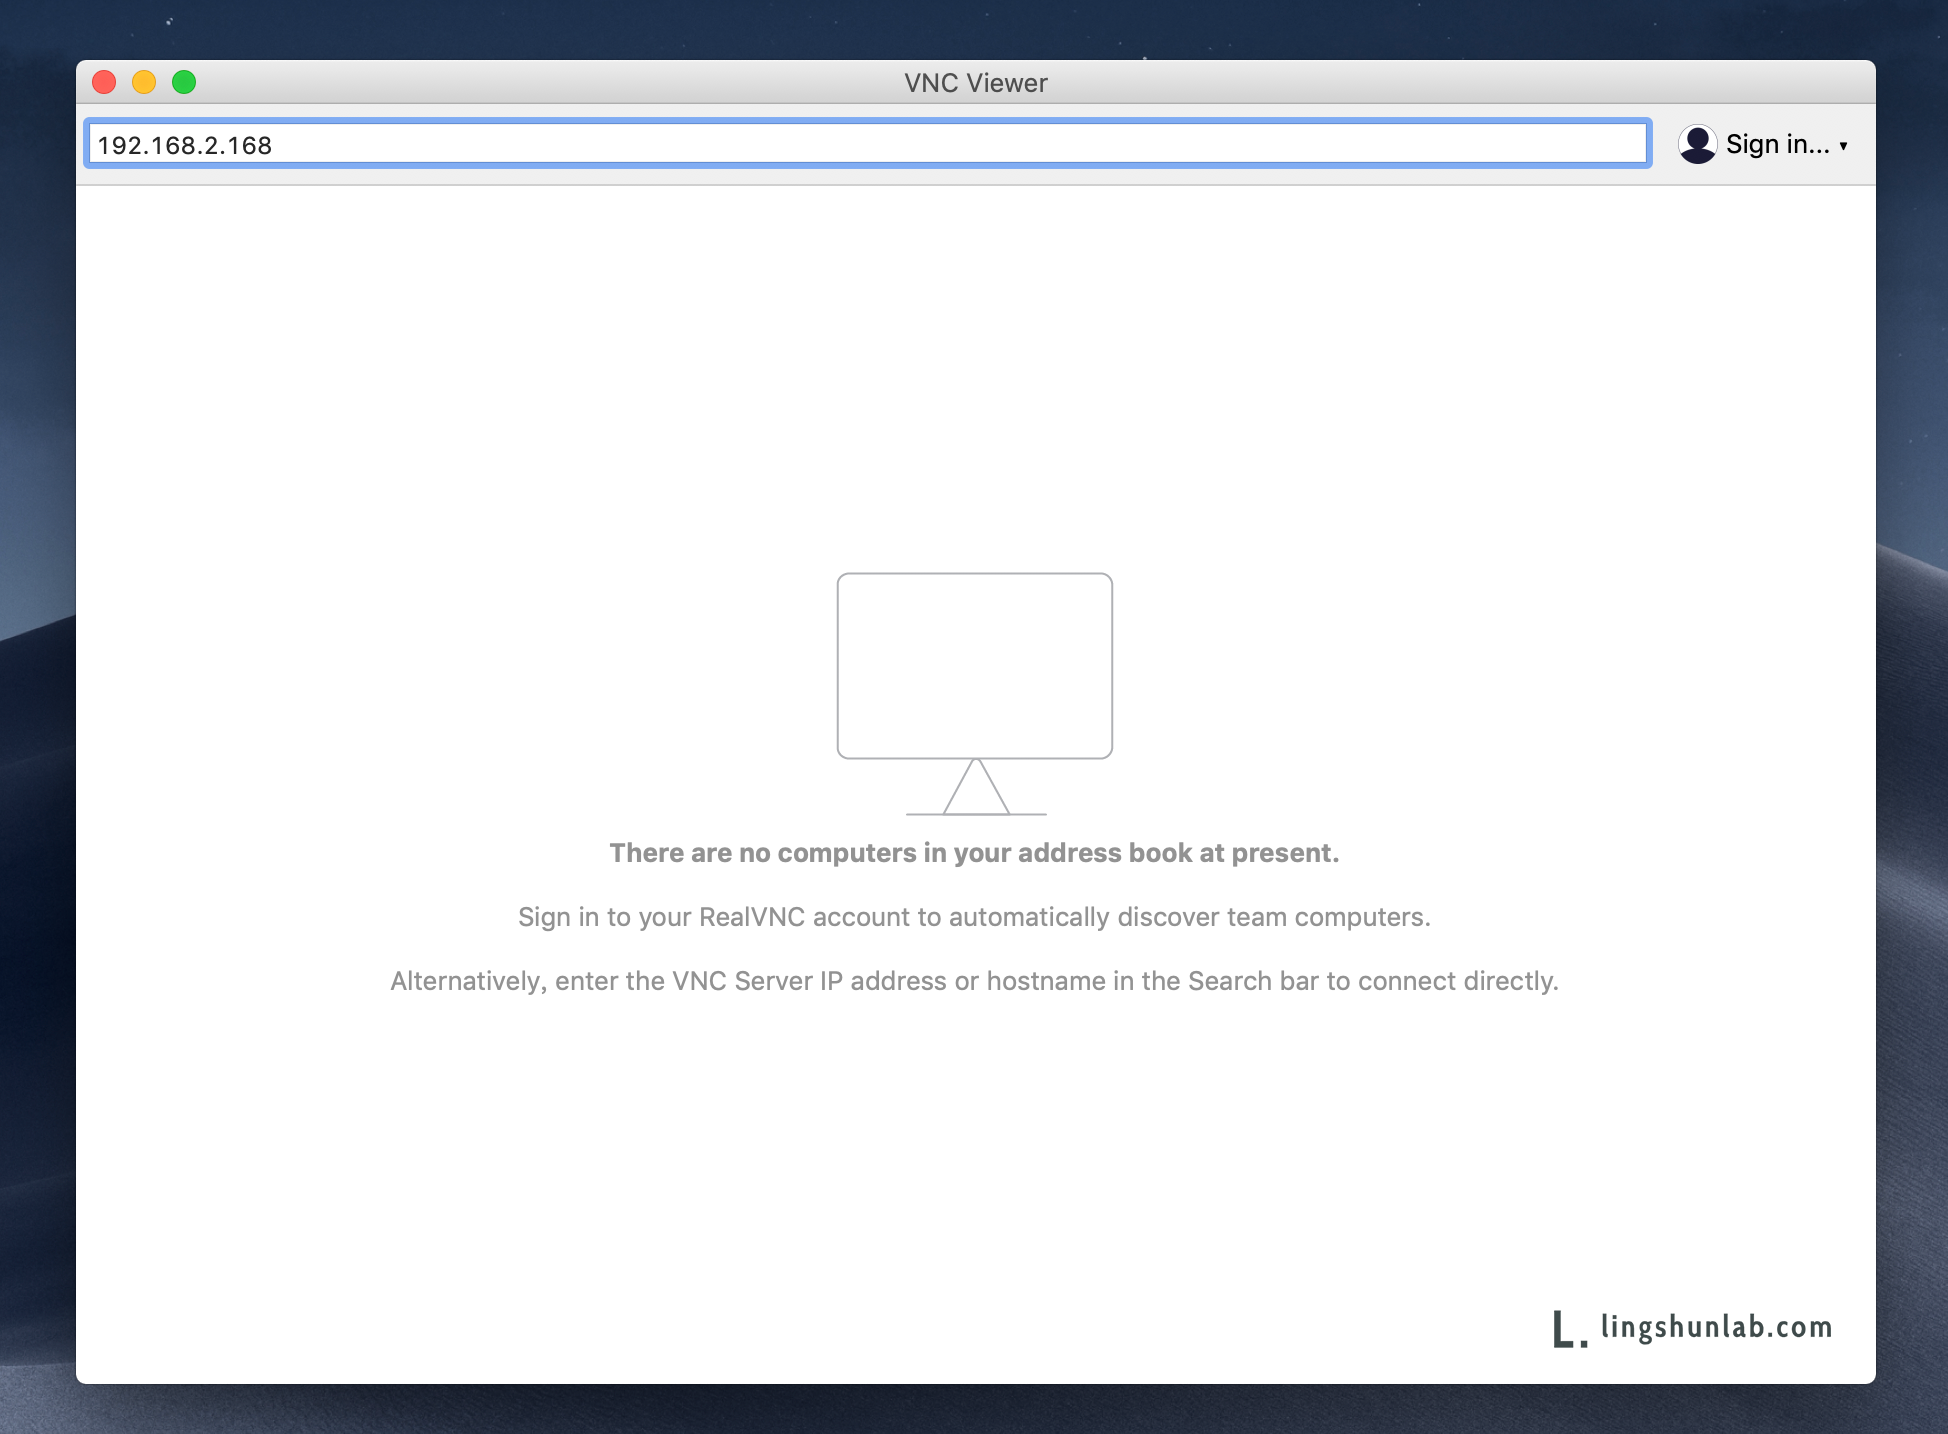 VNC Viewer
192.168.2.168
Sign in... ▾
There are no computers in your address book at present.
Sign in to your RealVNC account to automatically discover team computers.
Alternatively, enter the VNC Server IP address or hostname in the Search bar to connect directly.
L. lingshunlab.com